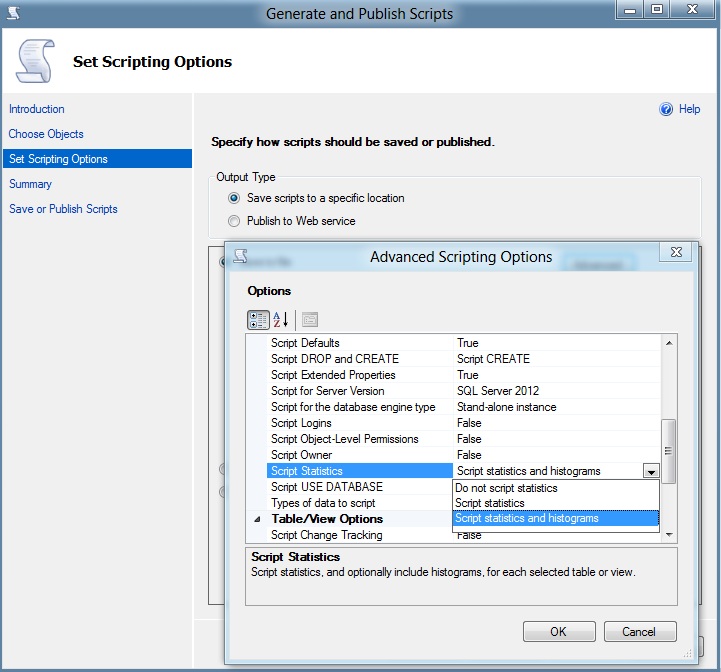 Generate and Publish Scripts
Set Scripting Options
Introduction
Choose Objects
Set Scripting Options
Summary
Save or Publish Scripts
Help
Specify how scripts should be saved or published.
Output Type
Save scripts to a specific location
Publish to Web service
Advanced Scripting Options
Options
Script Defaults True
Script DROP and CREATE Script CREATE
Script Extended Properties True
Script for Server Version SQL Server 2012
Script for the database engine type Stand-alone instance
Script Logins False
Script Object-Level Permissions False
Script Owner False
Script Statistics Script statistics and histograms
Script USE DATABASE
Do not script statistics
Types of data to script
Script statistics
Table/View Options
Script statistics and histograms
Script Change Tracking False
Script Statistics
Script statistics, and optionally include histograms, for each selected table or view.
OK Cancel